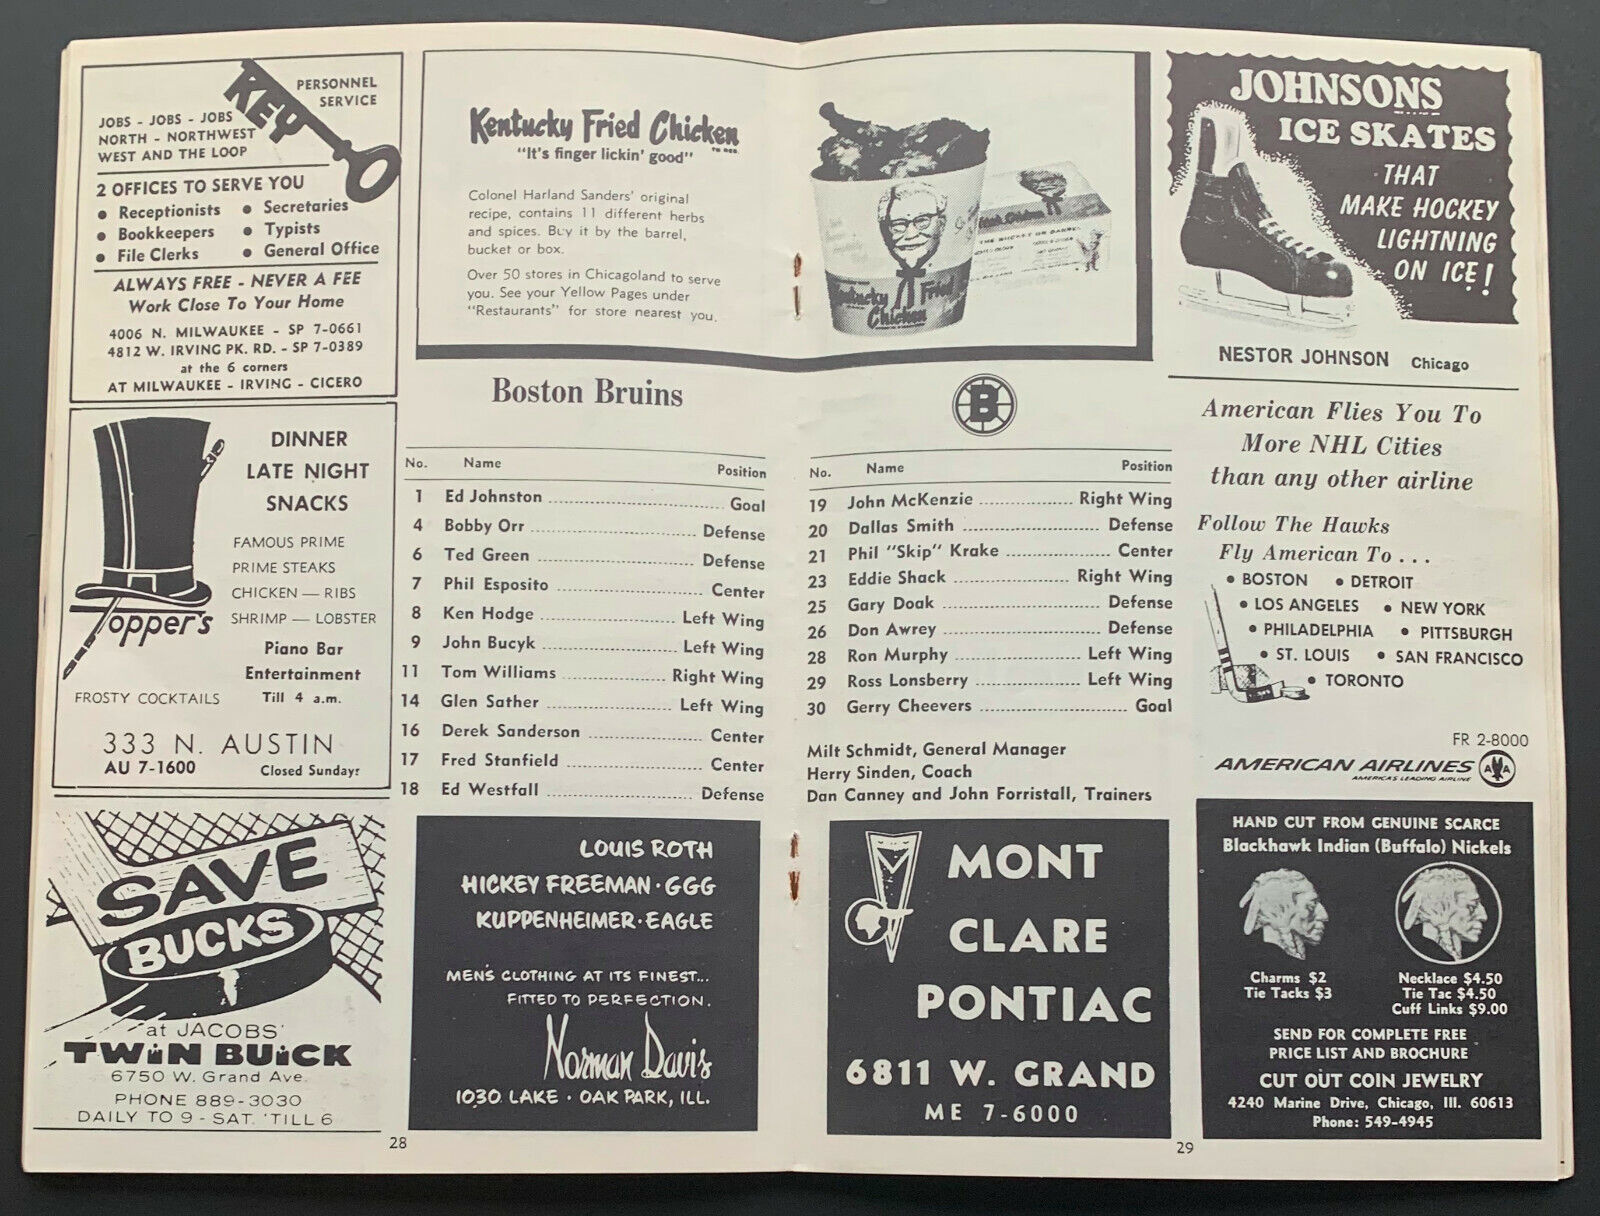 KEY
PERSONNEL
SERVICE
JOBS - JOBS - JOBS
NORTH - NORTHWEST
WEST AND THE LOOP
2 OFFICES TO SERVE YOU
• Receptionists • Secretaries
• Bookkeepers • Typists
• File Clerks • General Office
ALWAYS FREE - NEVER A FEE
Work Close To Your Home
4006 N. MILWAUKEE - SP 7-0661
4812 W. IRVING PK. RD. - SP 7-0389
at the 6 corners
AT MILWAUKEE - IRVING - CICERO
DINNER
LATE NIGHT
SNACKS
FAMOUS PRIME
PRIME STEAKS
CHICKEN — RIBS
SHRIMP — LOBSTER
Topper's
Piano Bar
Entertainment
Till 4 a.m.
FROSTY COCKTAILS
333 N. AUSTIN
AU 7-1600 Closed Sundays
SAVE
BUCKS
at JACOBS'
TWIN BUICK
6750 W. Grand Ave.
PHONE 889-3030
DAILY TO 9 - SAT. 'TILL 6
Kentucky Fried Chicken
"It's finger lickin' good"
Colonel Harland Sanders' original
recipe, contains 11 different herbs
and spices. Buy it by the barrel,
bucket or box.
Over 50 stores in Chicagoland to serve
you. See your Yellow Pages under
"Restaurants" for store nearest you.
Kentucky Fried
Chicken
Boston Bruins
No. Name Position
1 Ed Johnston Goal
4 Bobby Orr Defense
6 Ted Green Defense
7 Phil Esposito Center
8 Ken Hodge Left Wing
9 John Bucyk Left Wing
11 Tom Williams Right Wing
14 Glen Sather Left Wing
16 Derek Sanderson Center
17 Fred Stanfield Center
18 Ed Westfall Defense
LOUIS ROTH
HICKEY FREEMAN · GGG
KUPPENHEIMER · EAGLE
MEN'S CLOTHING AT ITS FINEST...
FITTED TO PERFECTION.
Norman Davis
1030 LAKE · OAK PARK, ILL.
28
B
No. Name Position
19 John McKenzie Right Wing
20 Dallas Smith Defense
21 Phil "Skip" Krake Center
23 Eddie Shack Right Wing
25 Gary Doak Defense
26 Don Awrey Defense
28 Ron Murphy Left Wing
29 Ross Lonsberry Left Wing
30 Gerry Cheevers Goal
Milt Schmidt, General Manager
Herry Sinden, Coach
Dan Canney and John Forristall, Trainers
MONT
CLARE
PONTIAC
6811 W. GRAND
ME 7-6000
JOHNSONS
ICE SKATES
THAT
MAKE HOCKEY
LIGHTNING
ON ICE!
NESTOR JOHNSON Chicago
American Flies You To
More NHL Cities
than any other airline
Follow The Hawks
Fly American To . . .
• BOSTON • DETROIT
• LOS ANGELES • NEW YORK
• PHILADELPHIA • PITTSBURGH
• ST. LOUIS • SAN FRANCISCO
• TORONTO
FR 2-8000
AMERICAN AIRLINES
AMERICA'S LEADING AIRLINE
AA
HAND CUT FROM GENUINE SCARCE
Blackhawk Indian (Buffalo) Nickels
Charms $2
Tie Tacks $3
Necklace $4.50
Tie Tac $4.50
Cuff Links $9.00
SEND FOR COMPLETE FREE
PRICE LIST AND BROCHURE
CUT OUT COIN JEWELRY
4240 Marine Drive, Chicago, Ill. 60613
Phone: 549-4945
29